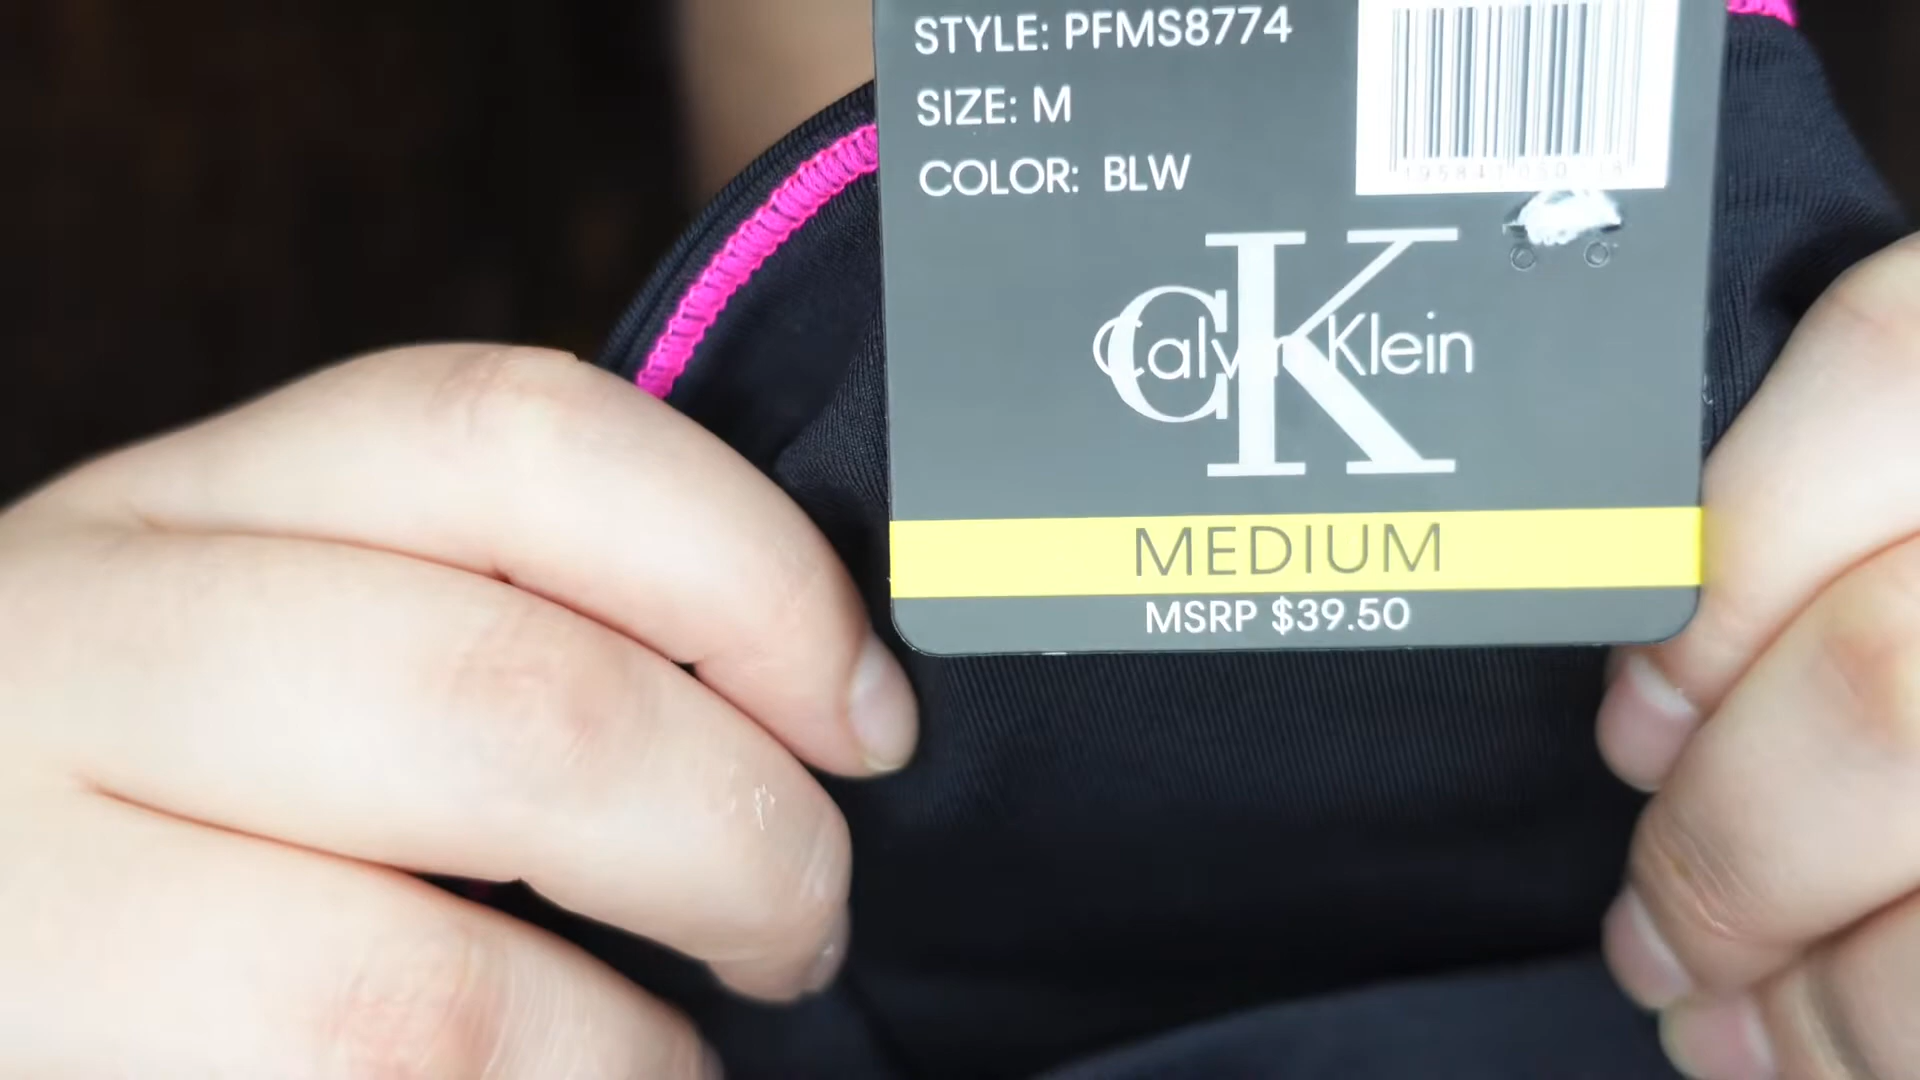 STYLE: PFMS8774
SIZE: M
COLOR: BLW
CK
Calvin Klein
MEDIUM
MSRP $39.50